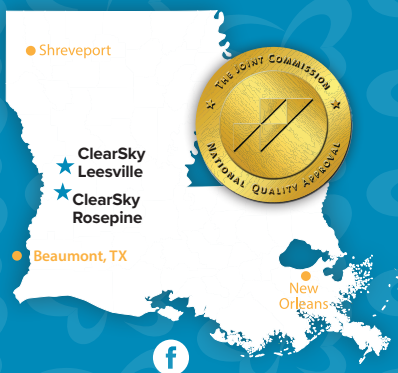 Shreveport
THE JOINT COMMISSION
NATIONAL QUALITY APPROVAL
ClearSky
Leesville
ClearSky
Rosepine
Beaumont, TX
New
Orleans
f